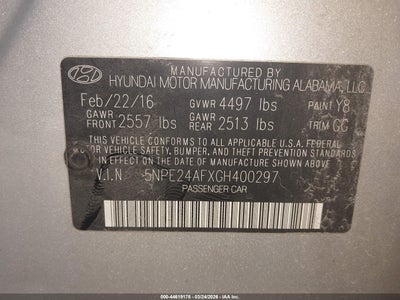 MANUFACTURED BY
HYUNDAI MOTOR MANUFACTURING ALABAMA, LLC
Feb/22/16 GVWR 4497 lbs PAINT Y8
GAWR FRONT 2557 lbs GAWR REAR 2513 lbs TRIM GG
THIS VEHICLE CONFORMS TO ALL APPLICABLE U.S.A. FEDERAL
MOTOR VEHICLE SAFETY, BUMPER, AND THEFT PREVENTION
STANDARDS IN EFFECT ON THE DATE OF MANUFACTURE SHOWN ABOVE.
V.I.N 5NPE24AFXGH400297
PASSENGER CAR
000-44619175 - 03/24/2026 - IAA Inc.